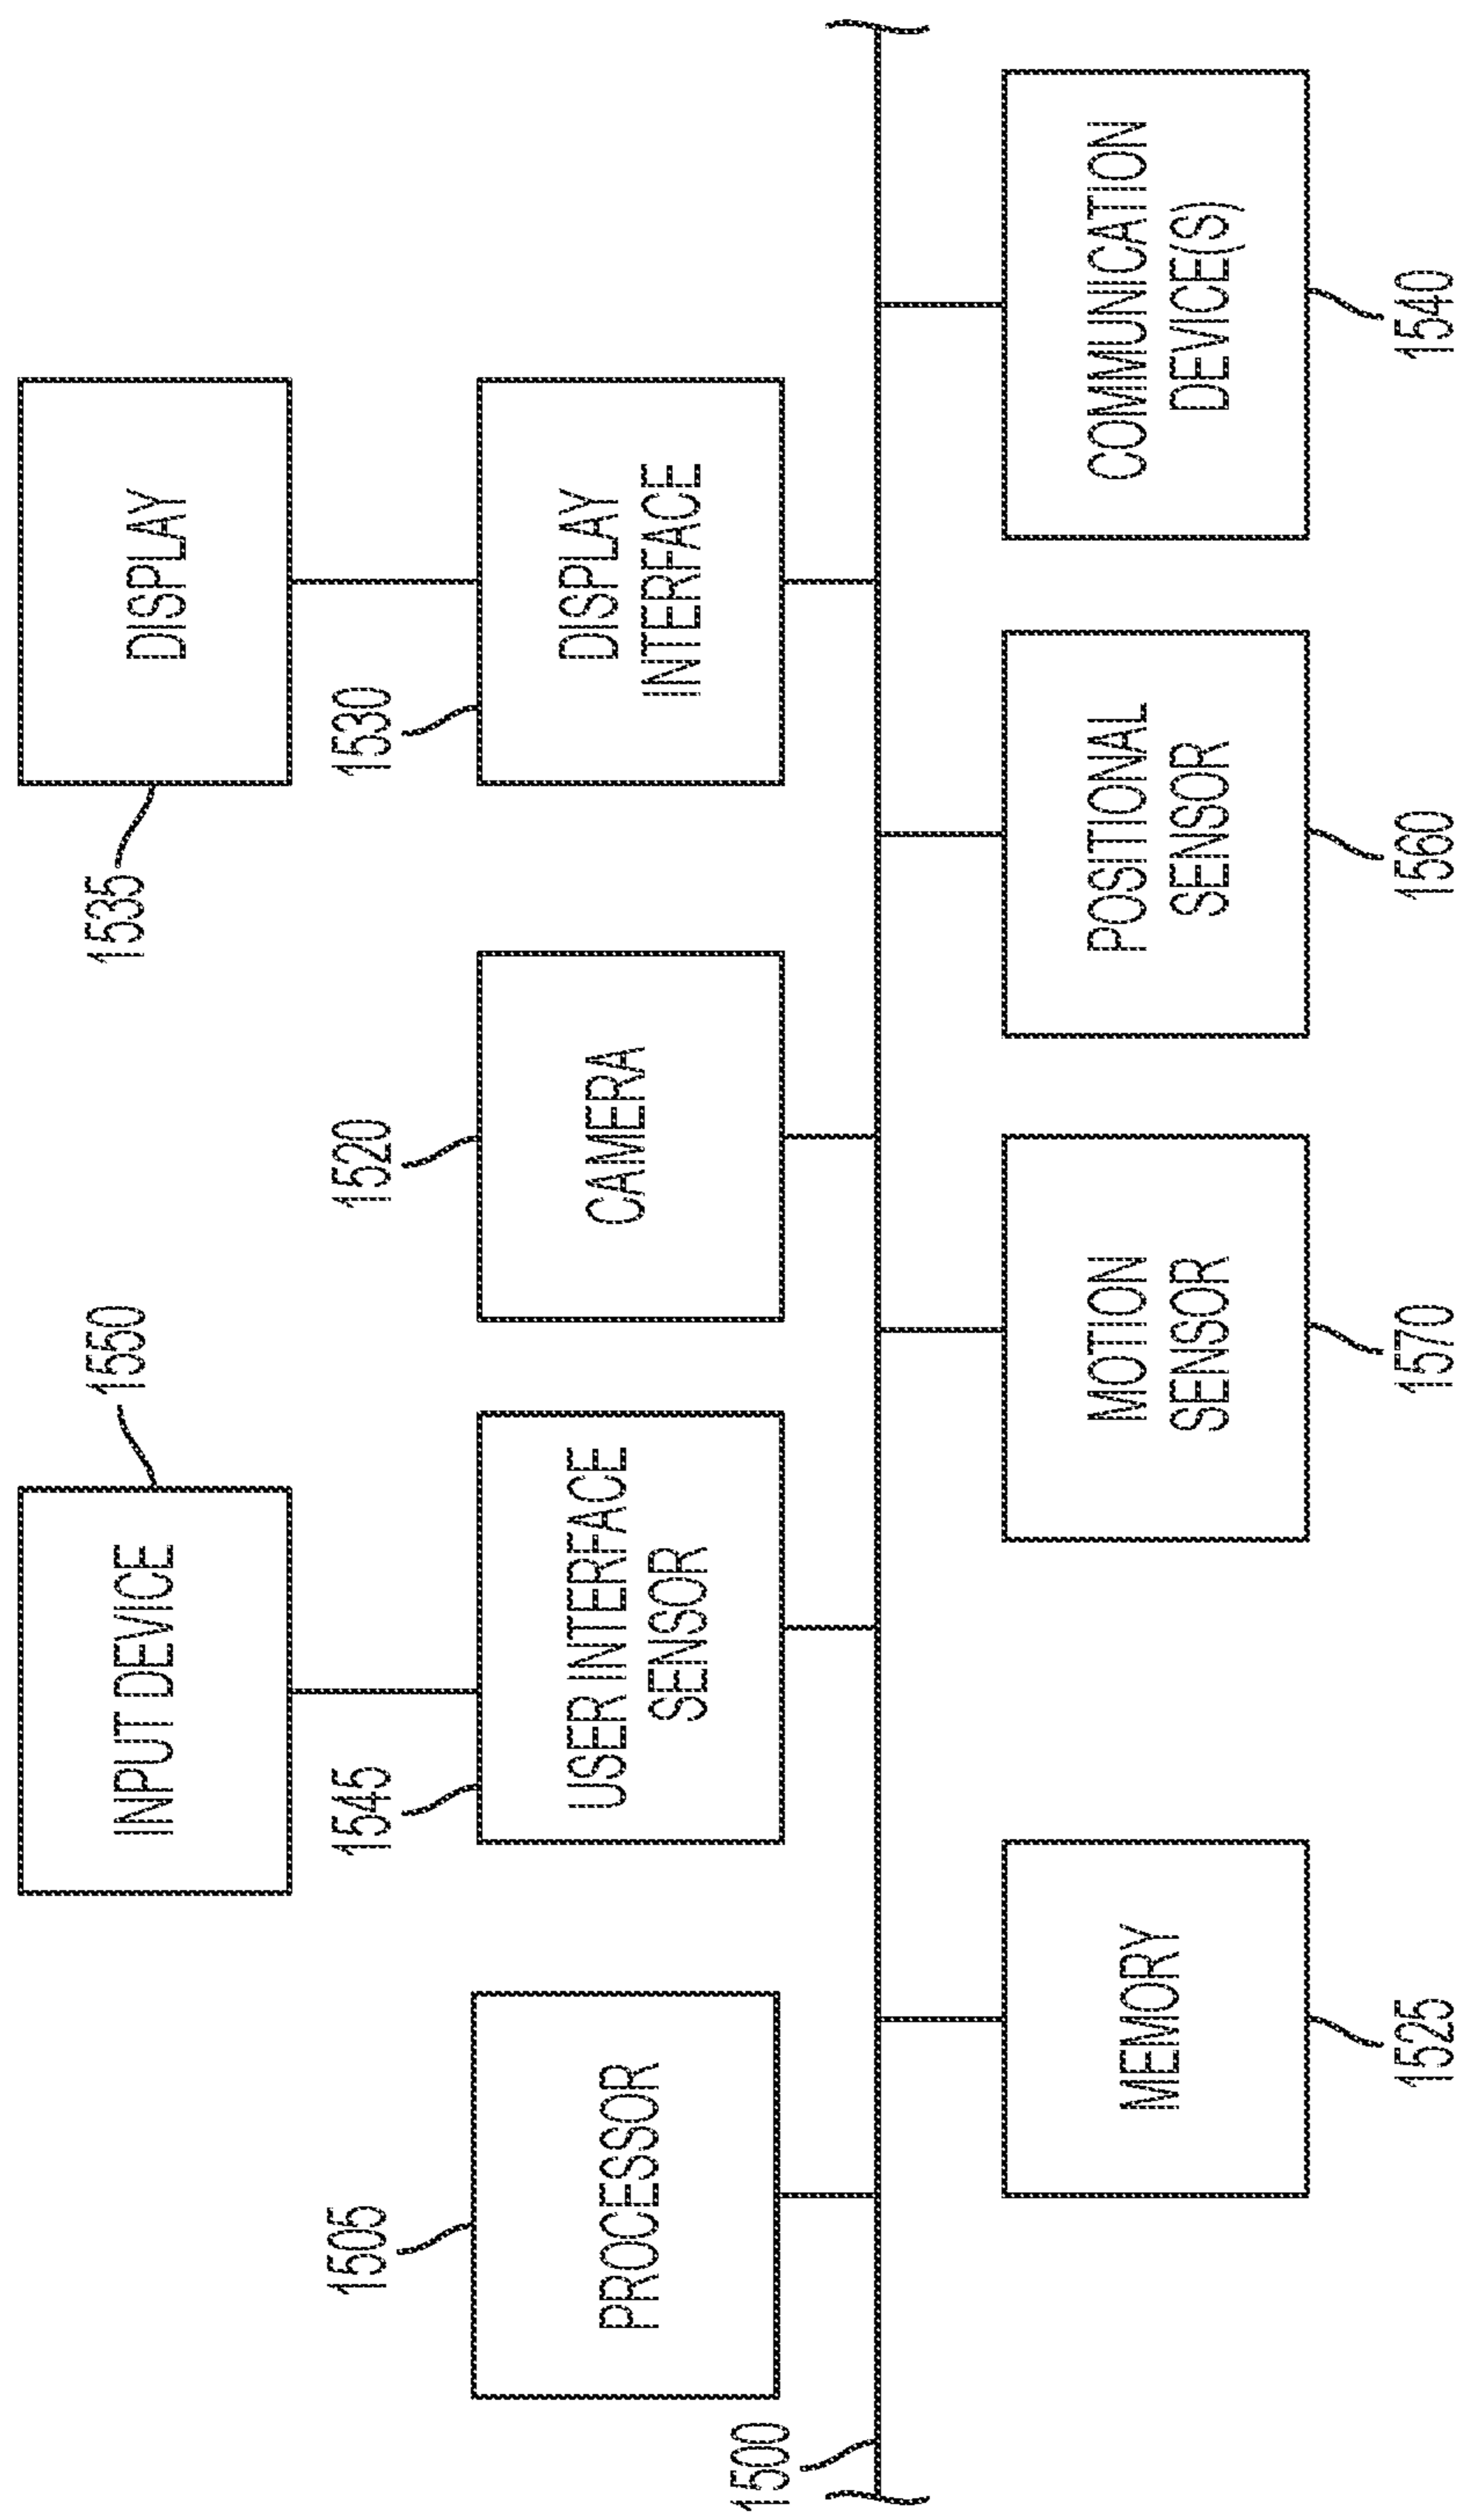 INPUT DEVICE
1550
1535
DISPLAY
1505
1545
1520
1530
PROCESSOR
USER INTERFACE
SENSOR
CAMERA
DISPLAY
INTERFACE
1500
MEMORY
MOTION
SENSOR
POSITIONAL
SENSOR
COMMUNICATION
DEVICE(S)
1525
1570
1560
1540